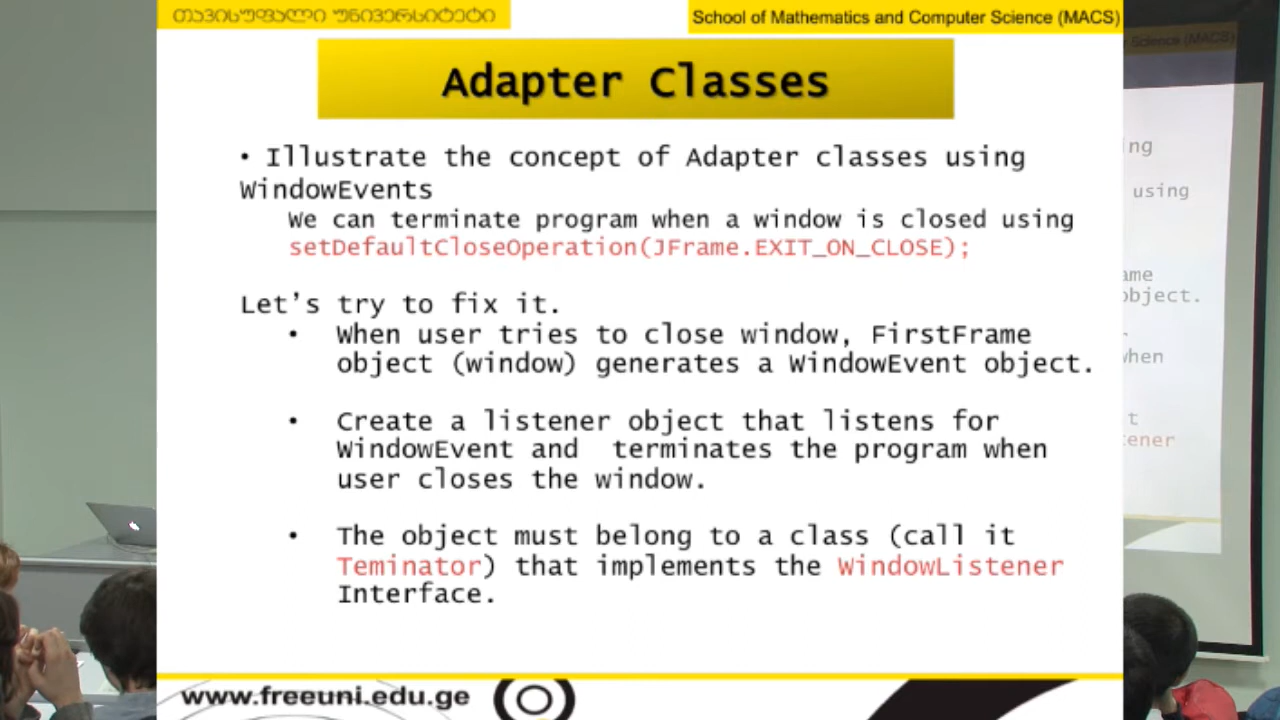 თავისუფალი უნივერსიტეტი
School of Mathematics and Computer Science (MACS)
Adapter Classes
• Illustrate the concept of Adapter classes using
WindowEvents
We can terminate program when a window is closed using
setDefaultCloseOperation(JFrame.EXIT_ON_CLOSE);
Let's try to fix it.
• When user tries to close window, FirstFrame
object (window) generates a WindowEvent object.
• Create a listener object that listens for
WindowEvent and terminates the program when
user closes the window.
• The object must belong to a class (call it
Teminator) that implements the WindowListener
Interface.
www.freeuni.edu.ge
Science (MACS)
using
object.